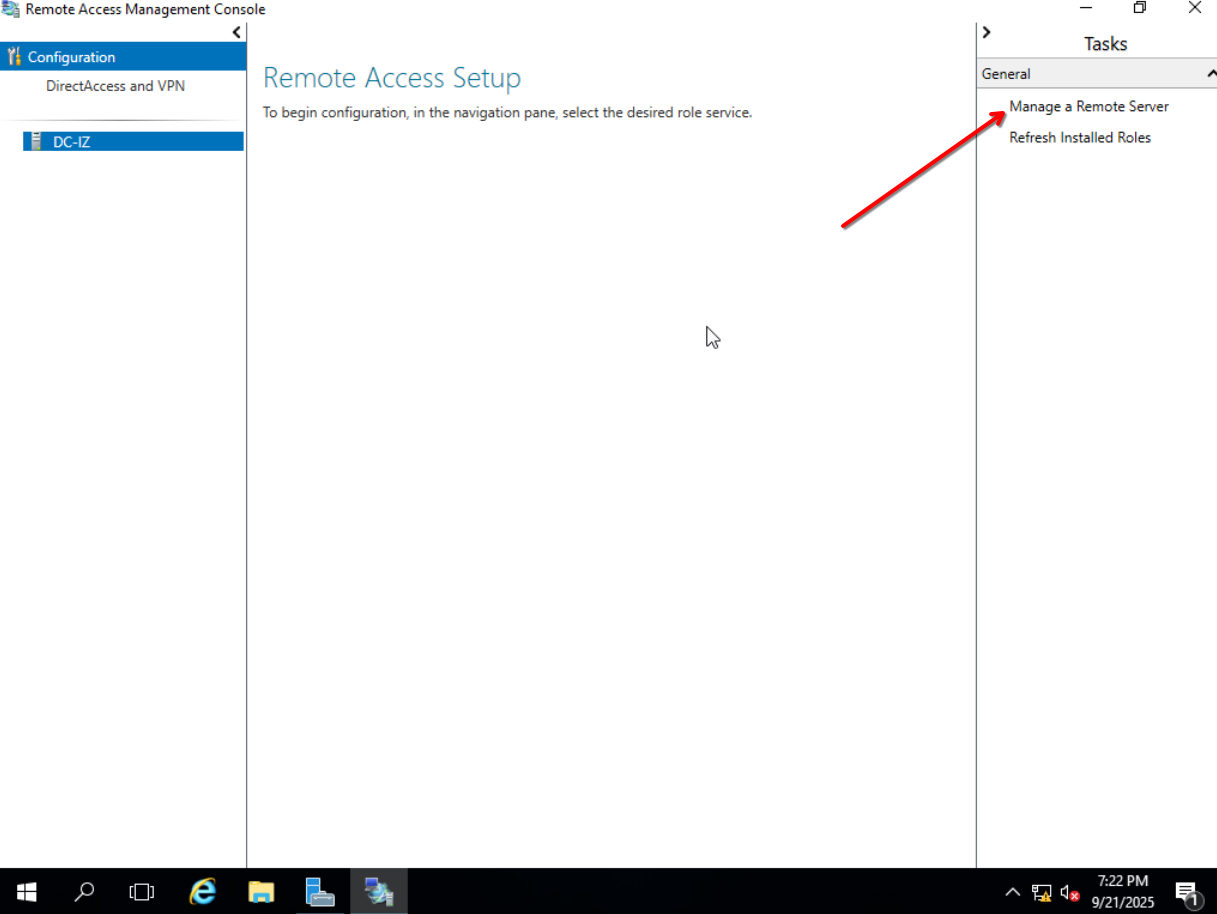 Remote Access Management Console
Configuration
DirectAccess and VPN
DC-IZ
Remote Access Setup
To begin configuration, in the navigation pane, select the desired role service.
Tasks
General
Manage a Remote Server
Refresh Installed Roles
7:22 PM
9/21/2025
1